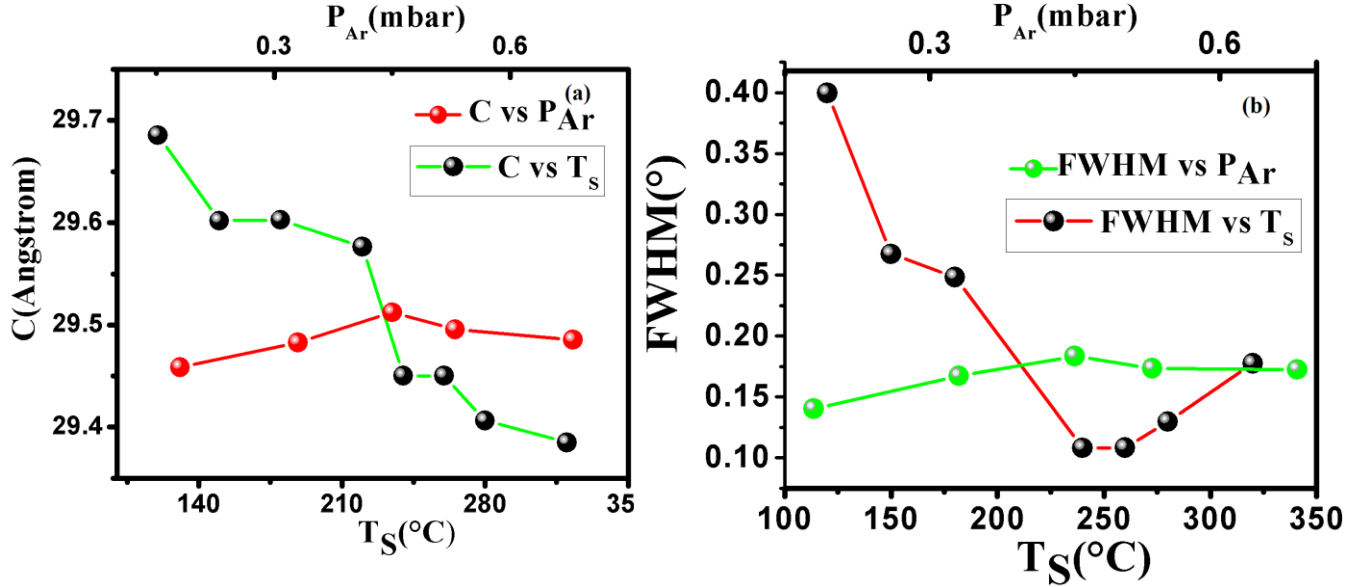 P_Ar(mbar)
0.3 0.6
(a)
C vs P_Ar
C vs T_s
29.7
29.6
29.5
29.4
C(Angstrom)
140 210 280 35
T_S(°C)
P_Ar(mbar)
0.3 0.6
(b)
FWHM vs P_Ar
FWHM vs T_s
0.40
0.35
0.30
0.25
0.20
0.15
0.10
FWHM(°)
100 150 200 250 300 350
T_S(°C)